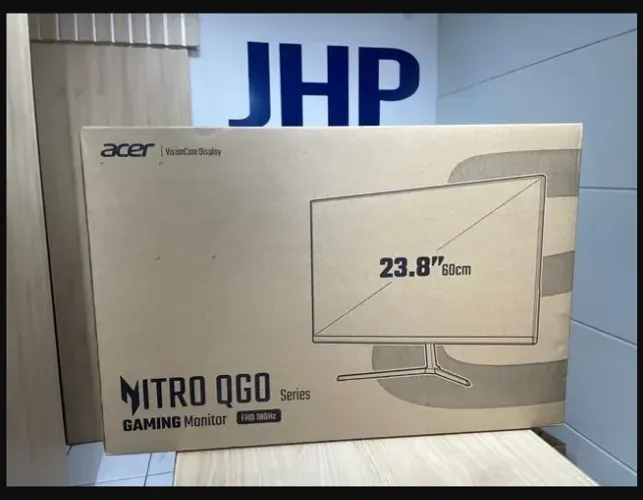 JHP
acer | VisionCare Display
23.8" 60cm
NITRO QG0 Series
GAMING Monitor FHD 180Hz